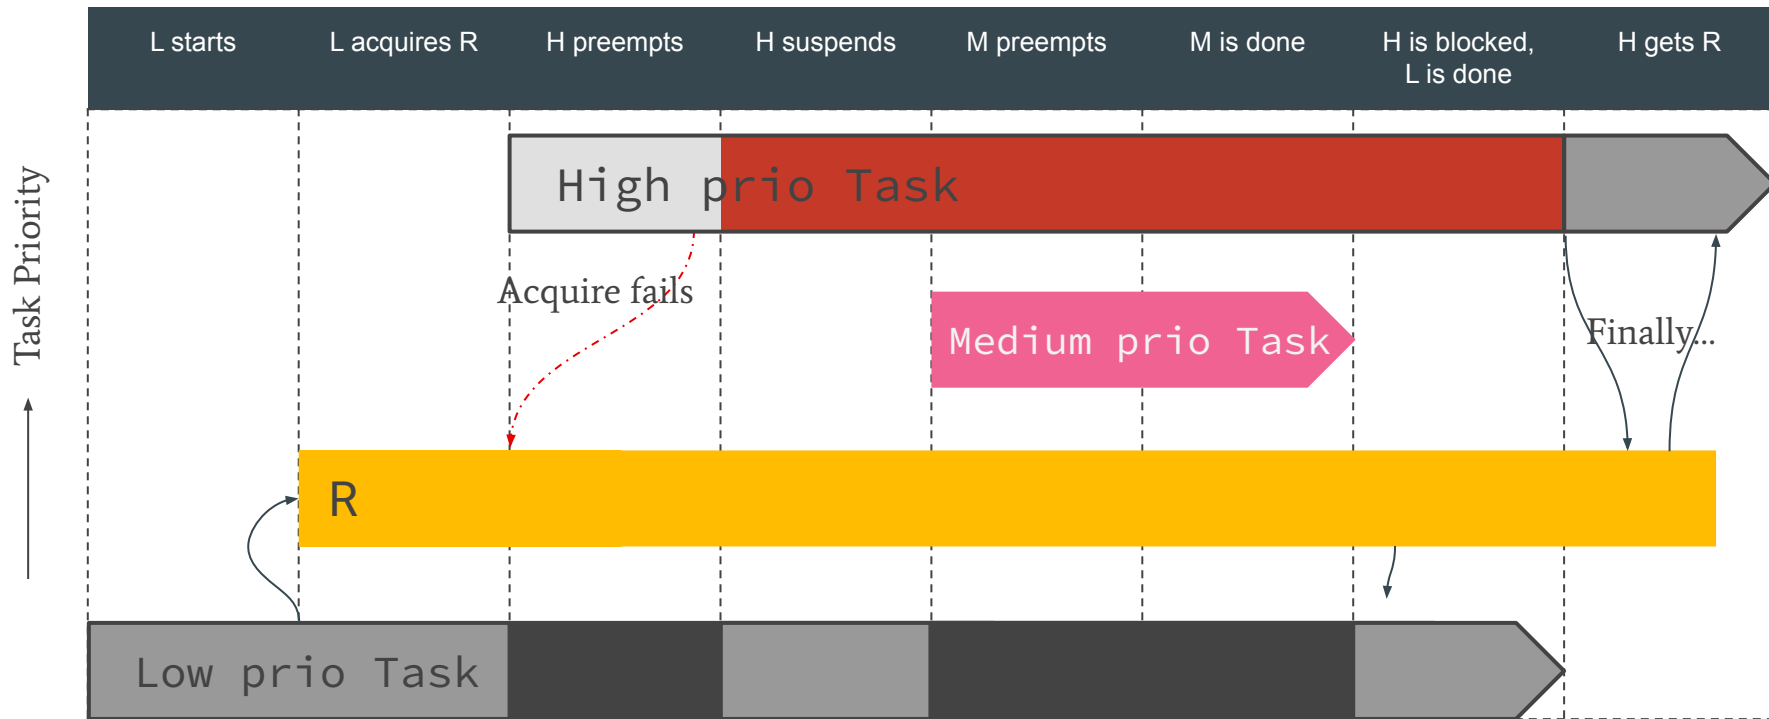 L starts
L acquires R
H preempts
H suspends
M preempts
M is done
H is blocked,
L is done
H gets R
Task Priority
High prio Task
Acquire fails
Medium prio Task
Finally...
R
Low prio Task